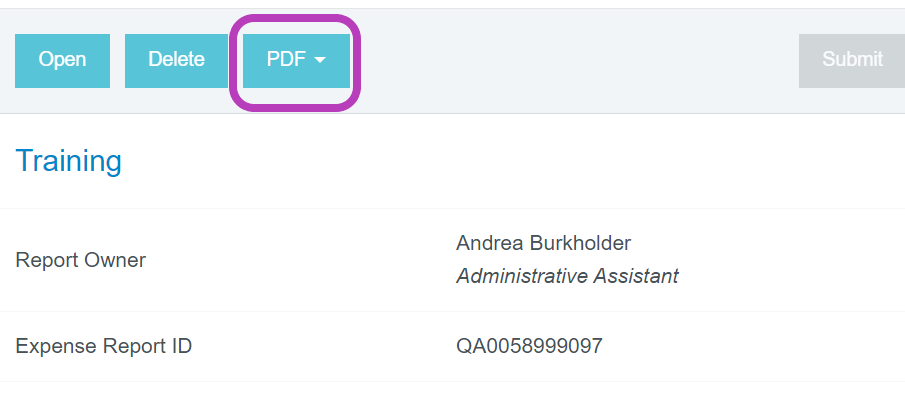 Open Delete PDF Submit
Training
Report Owner
Andrea Burkholder
Administrative Assistant
Expense Report ID QA0058999097